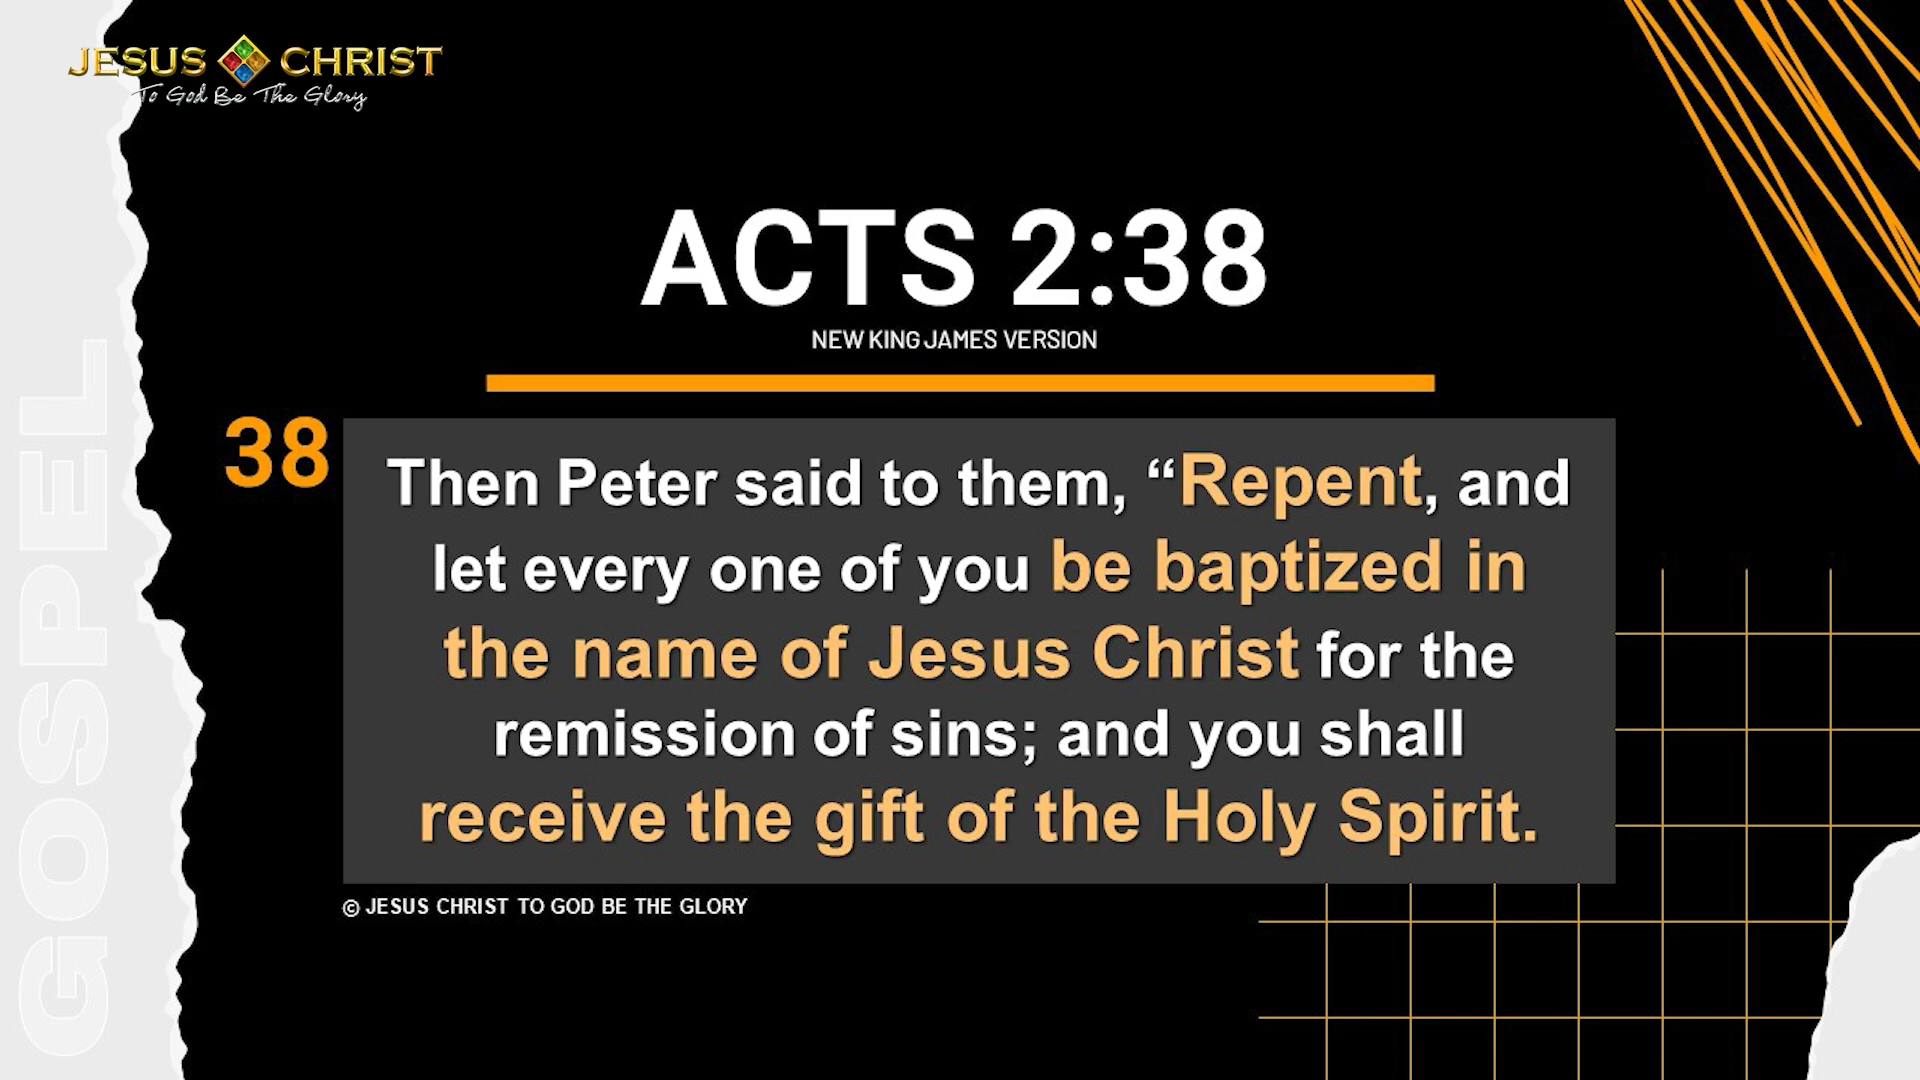 JESUS CHRIST
To God Be The Glory
GOSPEL
ACTS 2:38
NEW KING JAMES VERSION
38
Then Peter said to them, “Repent, and
let every one of you be baptized in
the name of Jesus Christ for the
remission of sins; and you shall
receive the gift of the Holy Spirit.
© JESUS CHRIST TO GOD BE THE GLORY